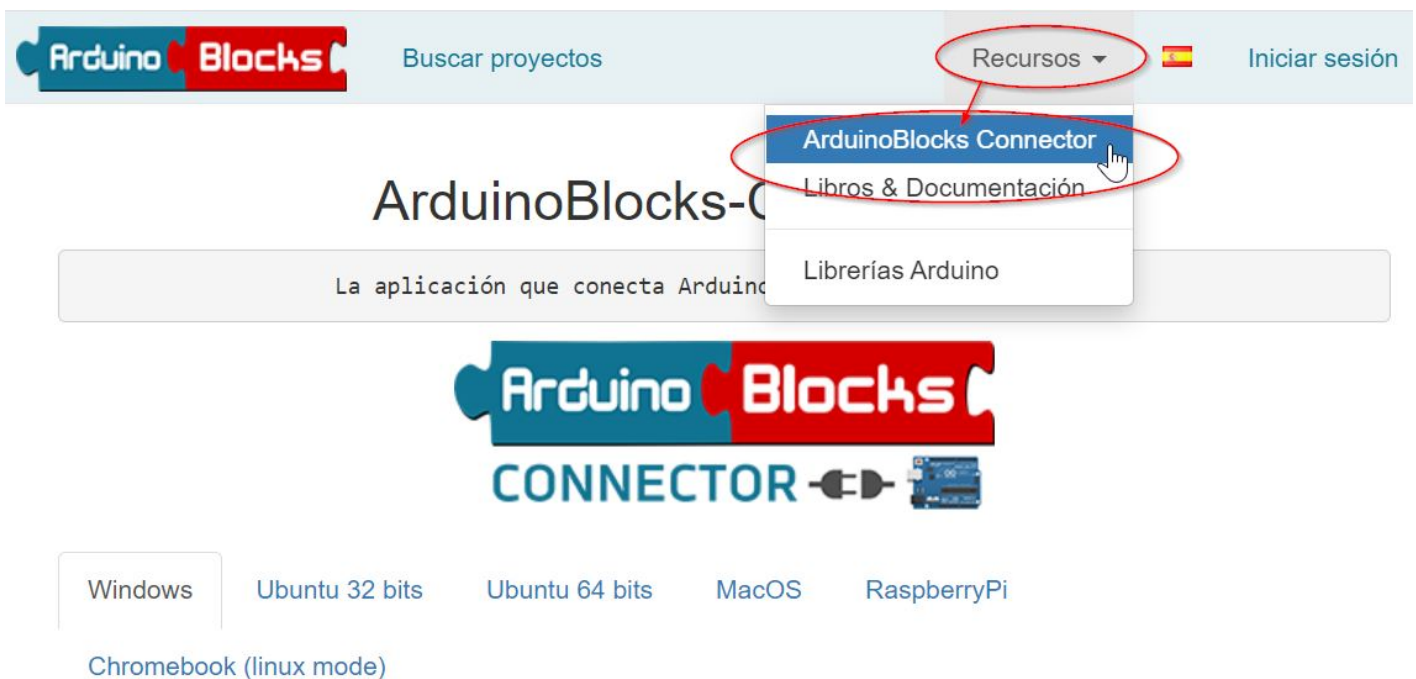 Arduino Blocks Buscar proyectos Recursos Iniciar sesión
ArduinoBlocks Connector
Libros & Documentación
Librerías Arduino
ArduinoBlocks-
La aplicación que conecta
Arduino Blocks
CONNECTOR
Windows Ubuntu 32 bits Ubuntu 64 bits MacOS RaspberryPi
Chromebook (linux mode)